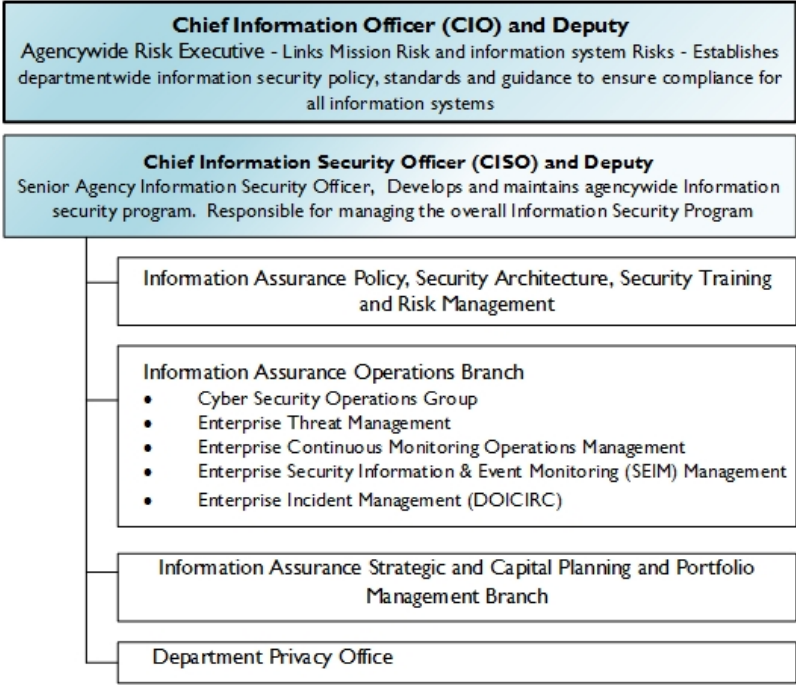 Chief Information Officer (CIO) and Deputy
Agencywide Risk Executive - Links Mission Risk and information system Risks - Establishes
departmentwide information security policy, standards and guidance to ensure compliance for
all information systems
Chief Information Security Officer (CISO) and Deputy
Senior Agency Information Security Officer, Develops and maintains agencywide Information
security program. Responsible for managing the overall Information Security Program
Information Assurance Policy, Security Architecture, Security Training
and Risk Management
Information Assurance Operations Branch
• Cyber Security Operations Group
• Enterprise Threat Management
• Enterprise Continuous Monitoring Operations Management
• Enterprise Security Information & Event Monitoring (SEIM) Management
• Enterprise Incident Management (DOICIRC)
Information Assurance Strategic and Capital Planning and Portfolio
Management Branch
Department Privacy Office